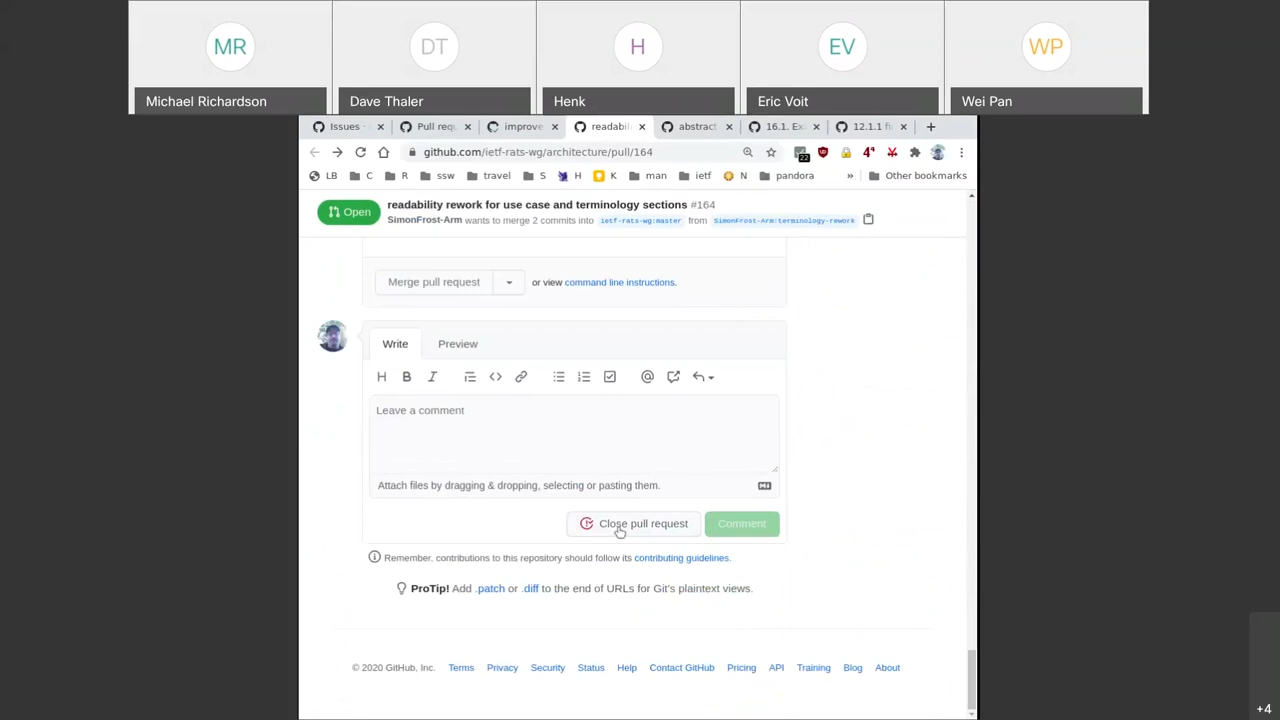 MR DT H EV WP
Michael Richardson Dave Thaler Henk Eric Voit Wei Pan
Issues · Pull requ improve readabil abstract 16.1. Ex 12.1.1 f
github.com/ietf-rats-wg/architecture/pull/164 22 4
LB C R ssw travel S H K man ietf N pandora » Other bookmarks
Open
readability rework for use case and terminology sections #164
SimonFrost-Arm wants to merge 2 commits into ietf-rats-wg:master from SimonFrost-Arm:terminology-rework
Merge pull request or view command line instructions.
Write Preview
H B I
Leave a comment
Attach files by dragging & dropping, selecting or pasting them.
Close pull request Comment
Remember, contributions to this repository should follow its contributing guidelines.
ProTip! Add .patch or .diff to the end of URLs for Git's plaintext views.
© 2020 GitHub, Inc. Terms Privacy Security Status Help Contact GitHub Pricing API Training Blog About
+4